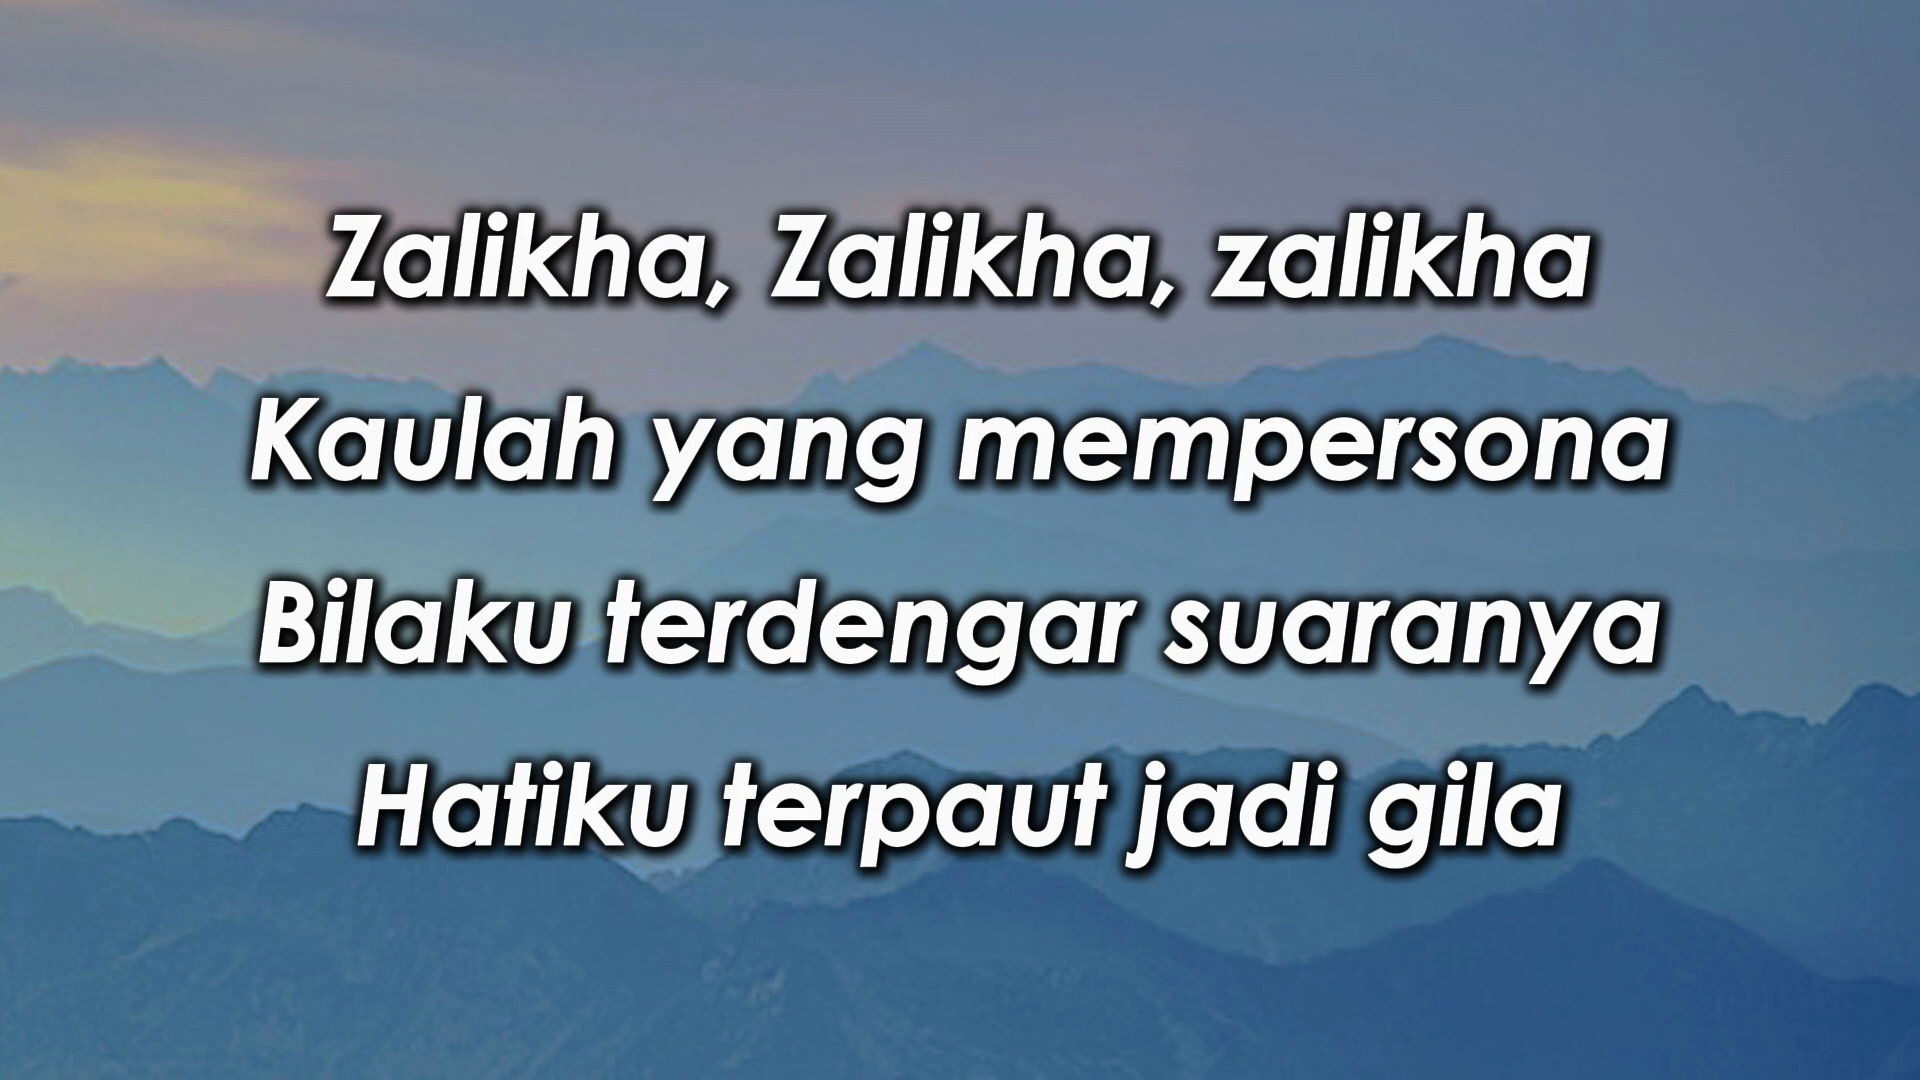 Zalikha, Zalikha, zalikha
Kaulah yang mempersona
Bilaku terdengar suaranya
Hatiku terpaut jadi gila